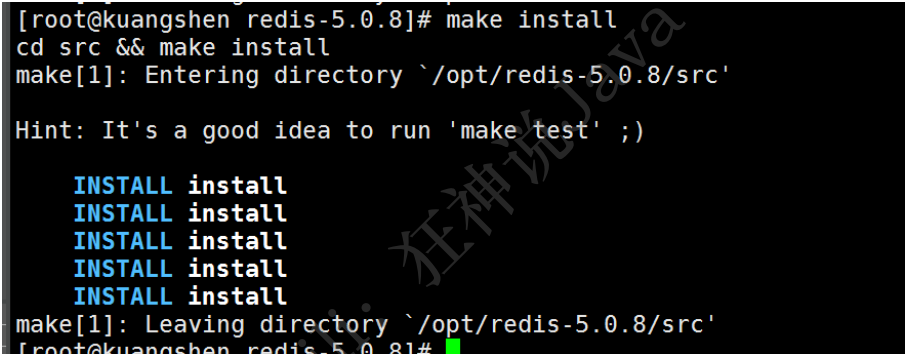 [root@kuangshen redis-5.0.8]# make install
cd src && make install
make[1]: Entering directory `/opt/redis-5.0.8/src'
Hint: It's a good idea to run 'make test' ;)
INSTALL install
INSTALL install
INSTALL install
INSTALL install
INSTALL install
make[1]: Leaving directory `/opt/redis-5.0.8/src'
[root@kuangshen redis-5.0.8]#
狂神说Java